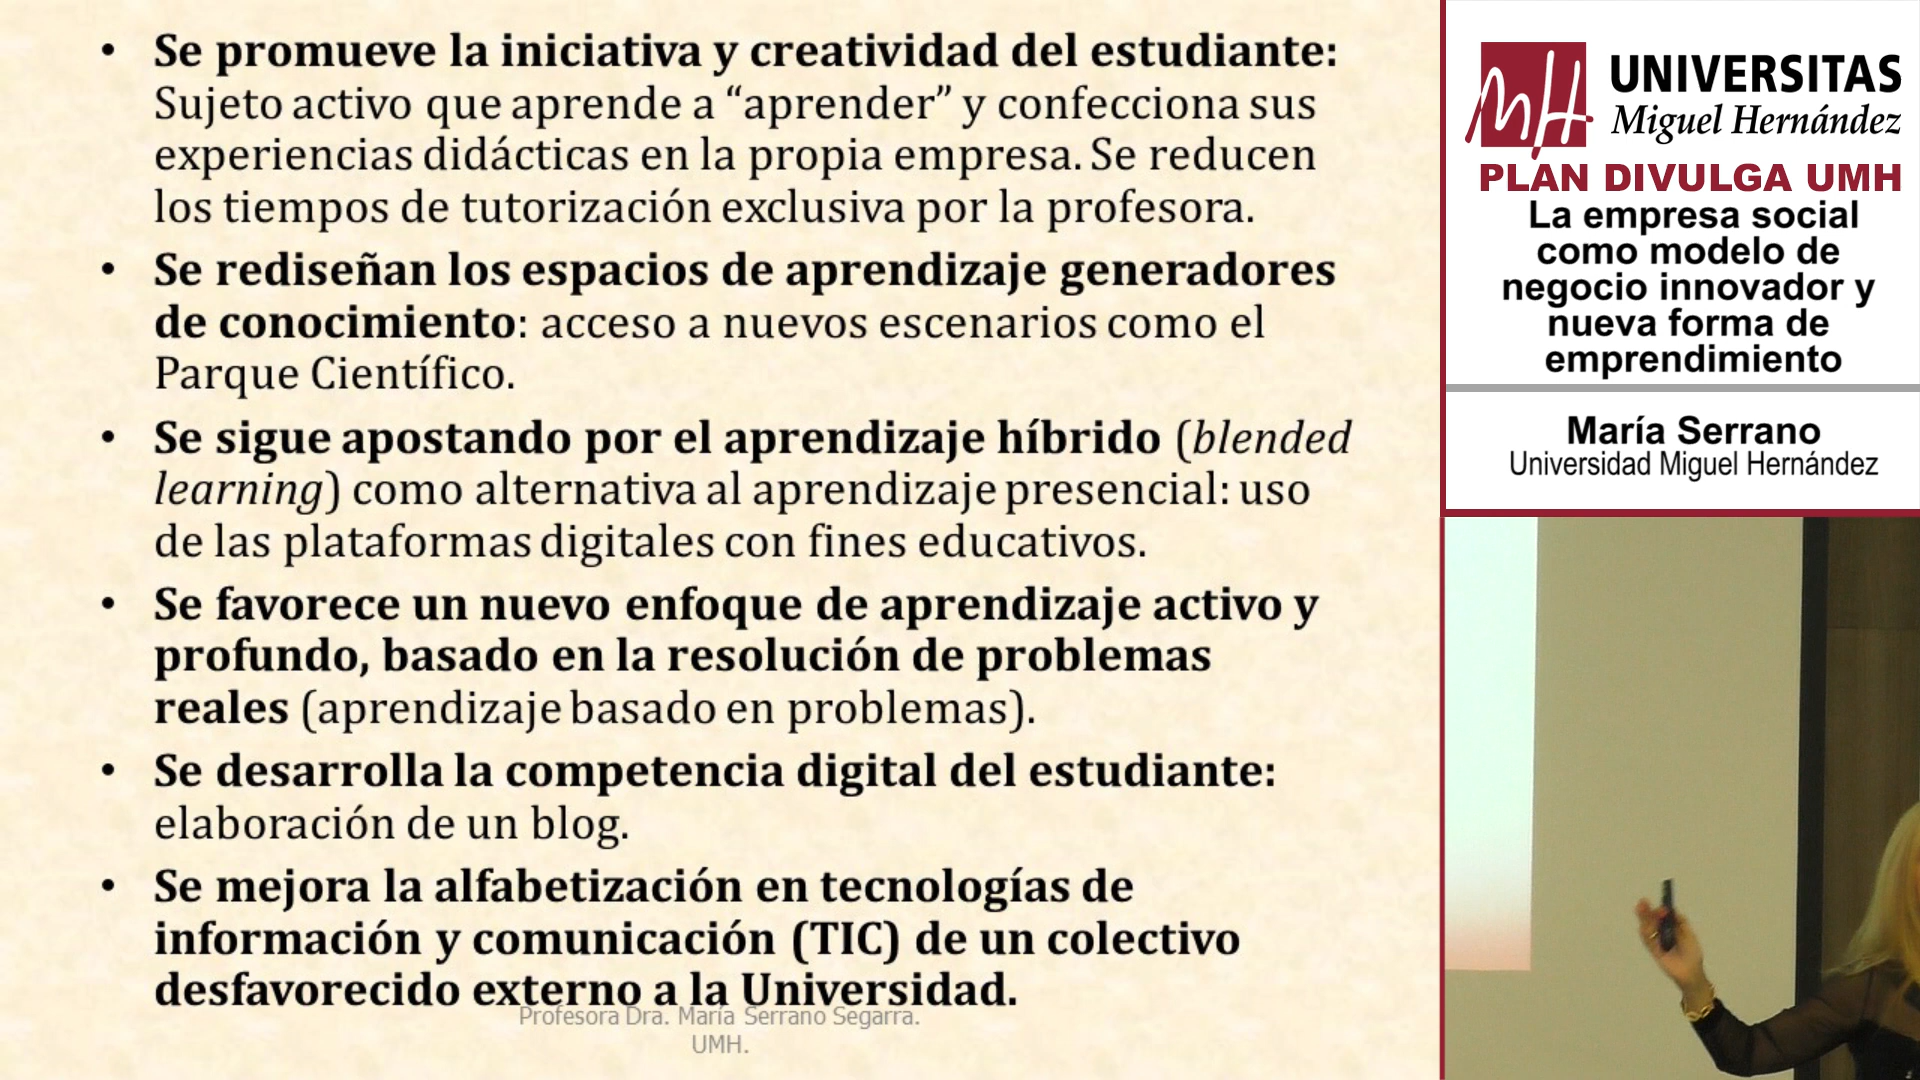 • Se promueve la iniciativa y creatividad del estudiante:
Sujeto activo que aprende a “aprender” y confecciona sus
experiencias didácticas en la propia empresa. Se reducen
los tiempos de tutorización exclusiva por la profesora.
• Se rediseñan los espacios de aprendizaje generadores
de conocimiento: acceso a nuevos escenarios como el
Parque Científico.
• Se sigue apostando por el aprendizaje híbrido (blended
learning) como alternativa al aprendizaje presencial: uso
de las plataformas digitales con fines educativos.
• Se favorece un nuevo enfoque de aprendizaje activo y
profundo, basado en la resolución de problemas
reales (aprendizaje basado en problemas).
• Se desarrolla la competencia digital del estudiante:
elaboración de un blog.
• Se mejora la alfabetización en tecnologías de
información y comunicación (TIC) de un colectivo
desfavorecido externo a la Universidad.
Profesora Dra. María Serrano Segarra.
UMH.
mH
UNIVERSITAS
Miguel Hernández
PLAN DIVULGA UMH
La empresa social
como modelo de
negocio innovador y
nueva forma de
emprendimiento
María Serrano
Universidad Miguel Hernández